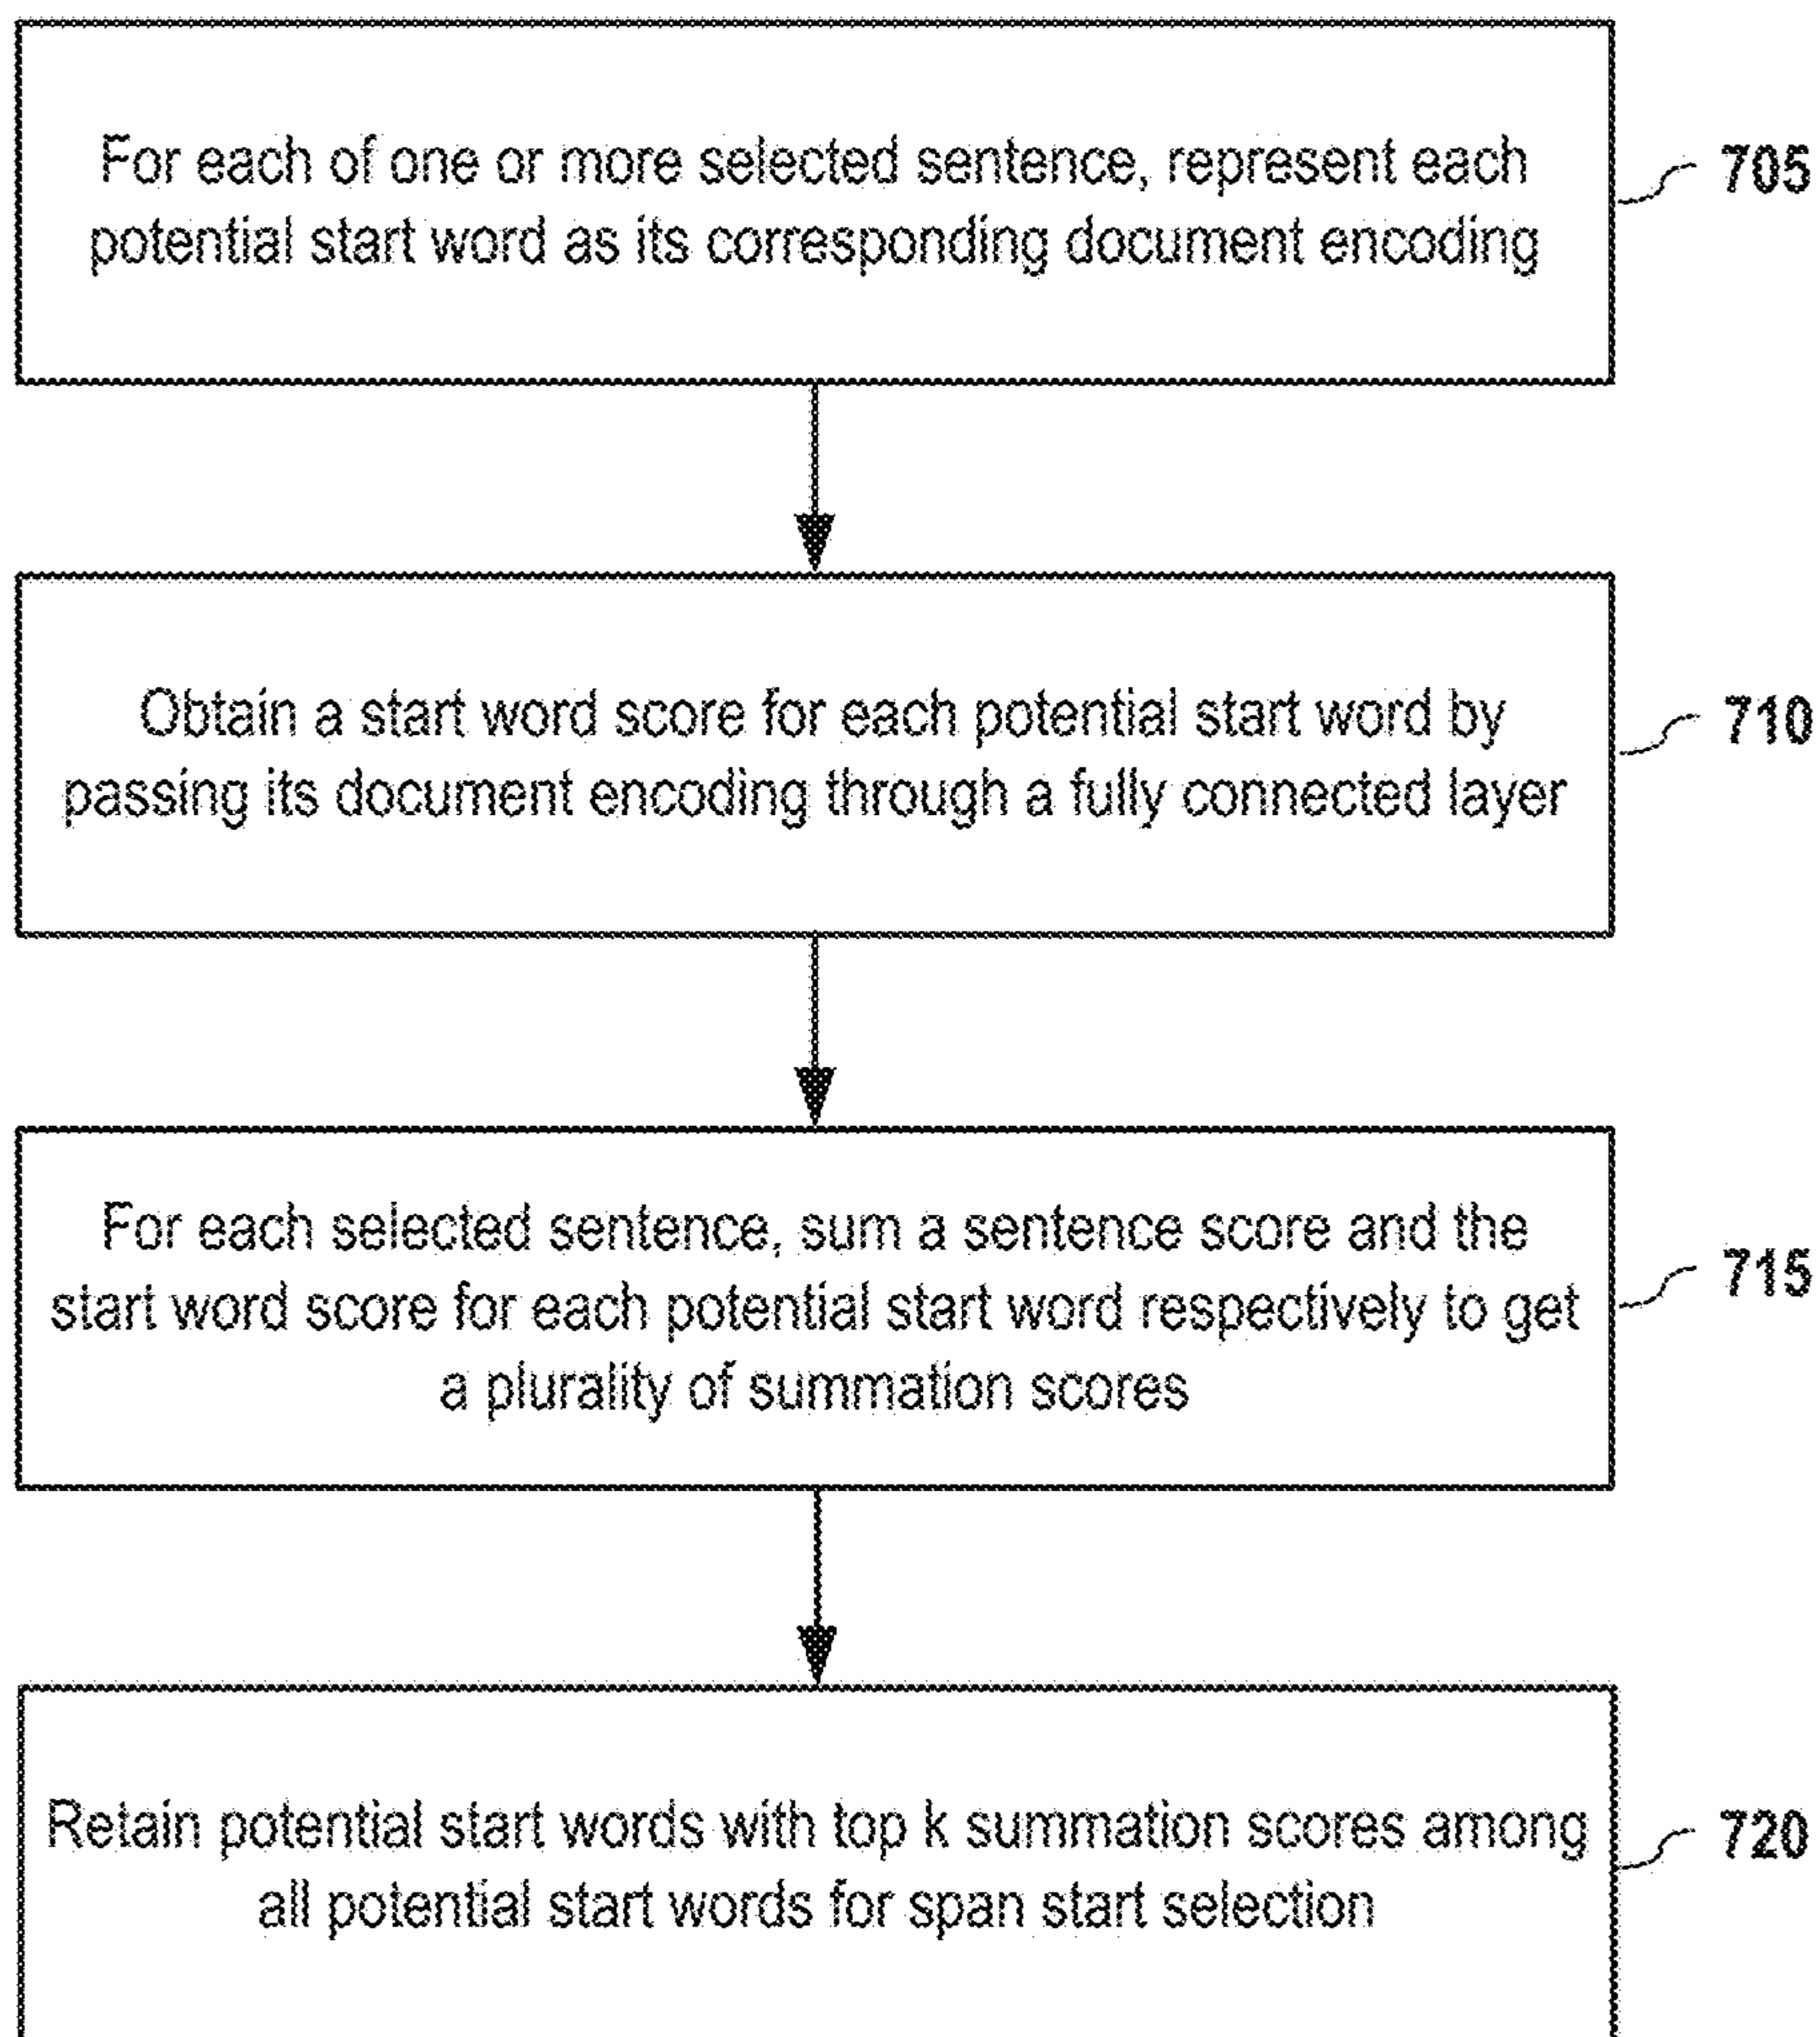 For each of one or more selected sentence, represent each
potential start word as its corresponding document encoding
705
Obtain a start word score for each potential start word by
passing its document encoding through a fully connected layer
710
For each selected sentence, sum a sentence score and the
start word score for each potential start word respectively to get
a plurality of summation scores
715
Retain potential start words with top k summation scores among
all potential start words for span start selection
720